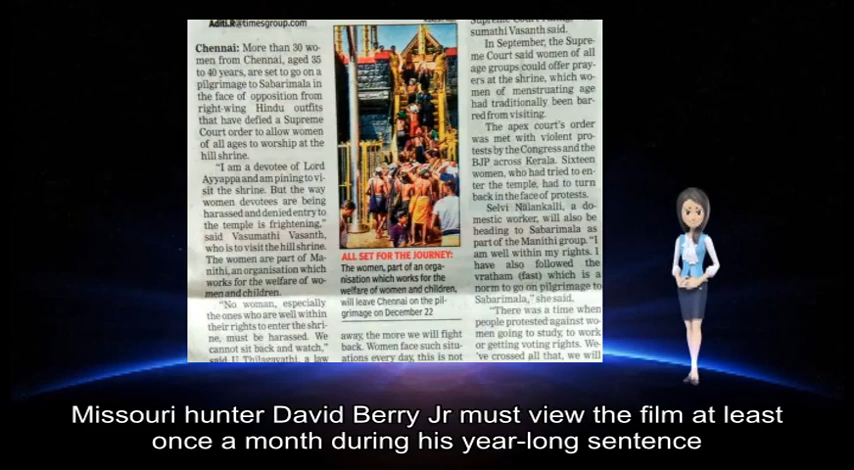 Aditi.R@timesgroup.com
Chennai: More than 30 wo-
men from Chennai, aged 35
to 40 years, are set to go on a
pilgrimage to Sabarimala in
the face of opposition from
right-wing Hindu outfits
that have defied a Supreme
Court order to allow women
of all ages to worship at the
hill shrine.
"I am a devotee of Lord
Ayyappa and am pining to vi-
sit the shrine. But the way
women devotees are being
harassed and denied entry to
the temple is frightening,"
said Vasumathi Vasanth,
who is to visit the hill shrine.
The women are part of Ma-
nithi, an organisation which
works for the welfare of wo-
men and children.
"No woman, especially
the ones who are well within
their rights to enter the shri-
ne, must be harassed. We
cannot sit back and watch,"
said U Thilagavathi, a law
ALL SET FOR THE JOURNEY:
The women, part of an orga-
nisation which works for the
welfare of women and children,
will leave Chennai on the pil-
grimage on December 22
away, the more we will fight
back. Women face such situ-
ations every day, this is not
Supreme Court
sumathi Vasanth said.
In September, the Supre-
me Court said women of all
age groups could offer pray-
ers at the shrine, which wo-
men of menstruating age
had traditionally been bar-
red from visiting.
The apex court's order
was met with violent pro-
tests by the Congress and the
BJP across Kerala. Sixteen
women, who had tried to en-
ter the temple, had to turn
back in the face of protests.
Selvi Nalankalli, a do-
mestic worker, will also be
heading to Sabarimala as
part of the Manithi group. "I
am well within my rights. I
have also followed the
vratham (fast) which is a
norm to go on pilgrimage to
Sabarimala," she said.
"There was a time when
people protested against wo-
men going to study, to work
or getting voting rights. We-
've crossed all that, we will
Missouri hunter David Berry Jr must view the film at least
once a month during his year-long sentence